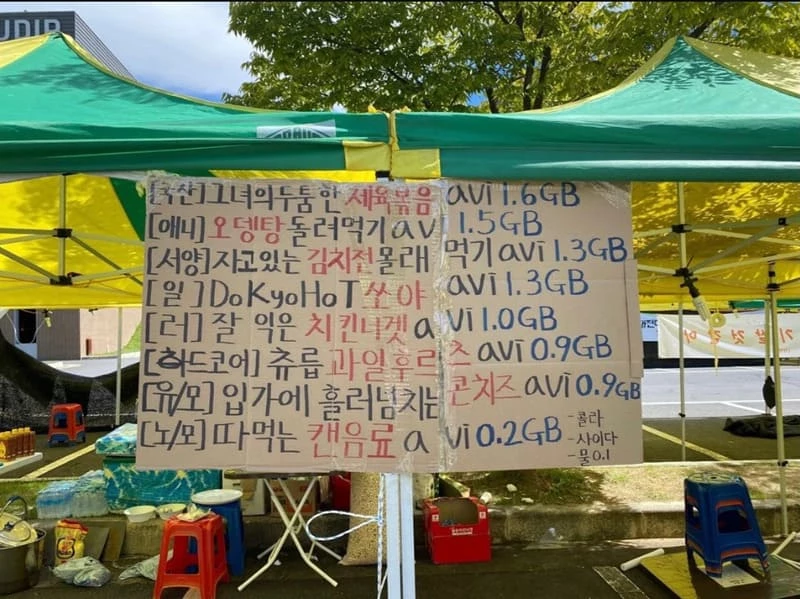 UDIP
[국산] 그녀의 두툼한 제육볶음 avi 1.6GB
[애니] 오뎅탕 돌려먹기 avi 1.5GB
[서양] 자고있는 김치전 몰래 먹기 avi 1.3GB
[일] DoKyoHoT 쏘야 avi 1.3GB
[러] 잘 익은 치킨너겟 avi 1.0GB
[하드코어] 츄릅 과일후르츠 avi 0.9GB
[유/모] 입가에 흘러넘치는 콘치즈 avi 0.9GB
[노/모] 따먹는 캔음료 avi 0.2GB
- 콜라
- 사이다
- 물 0.1